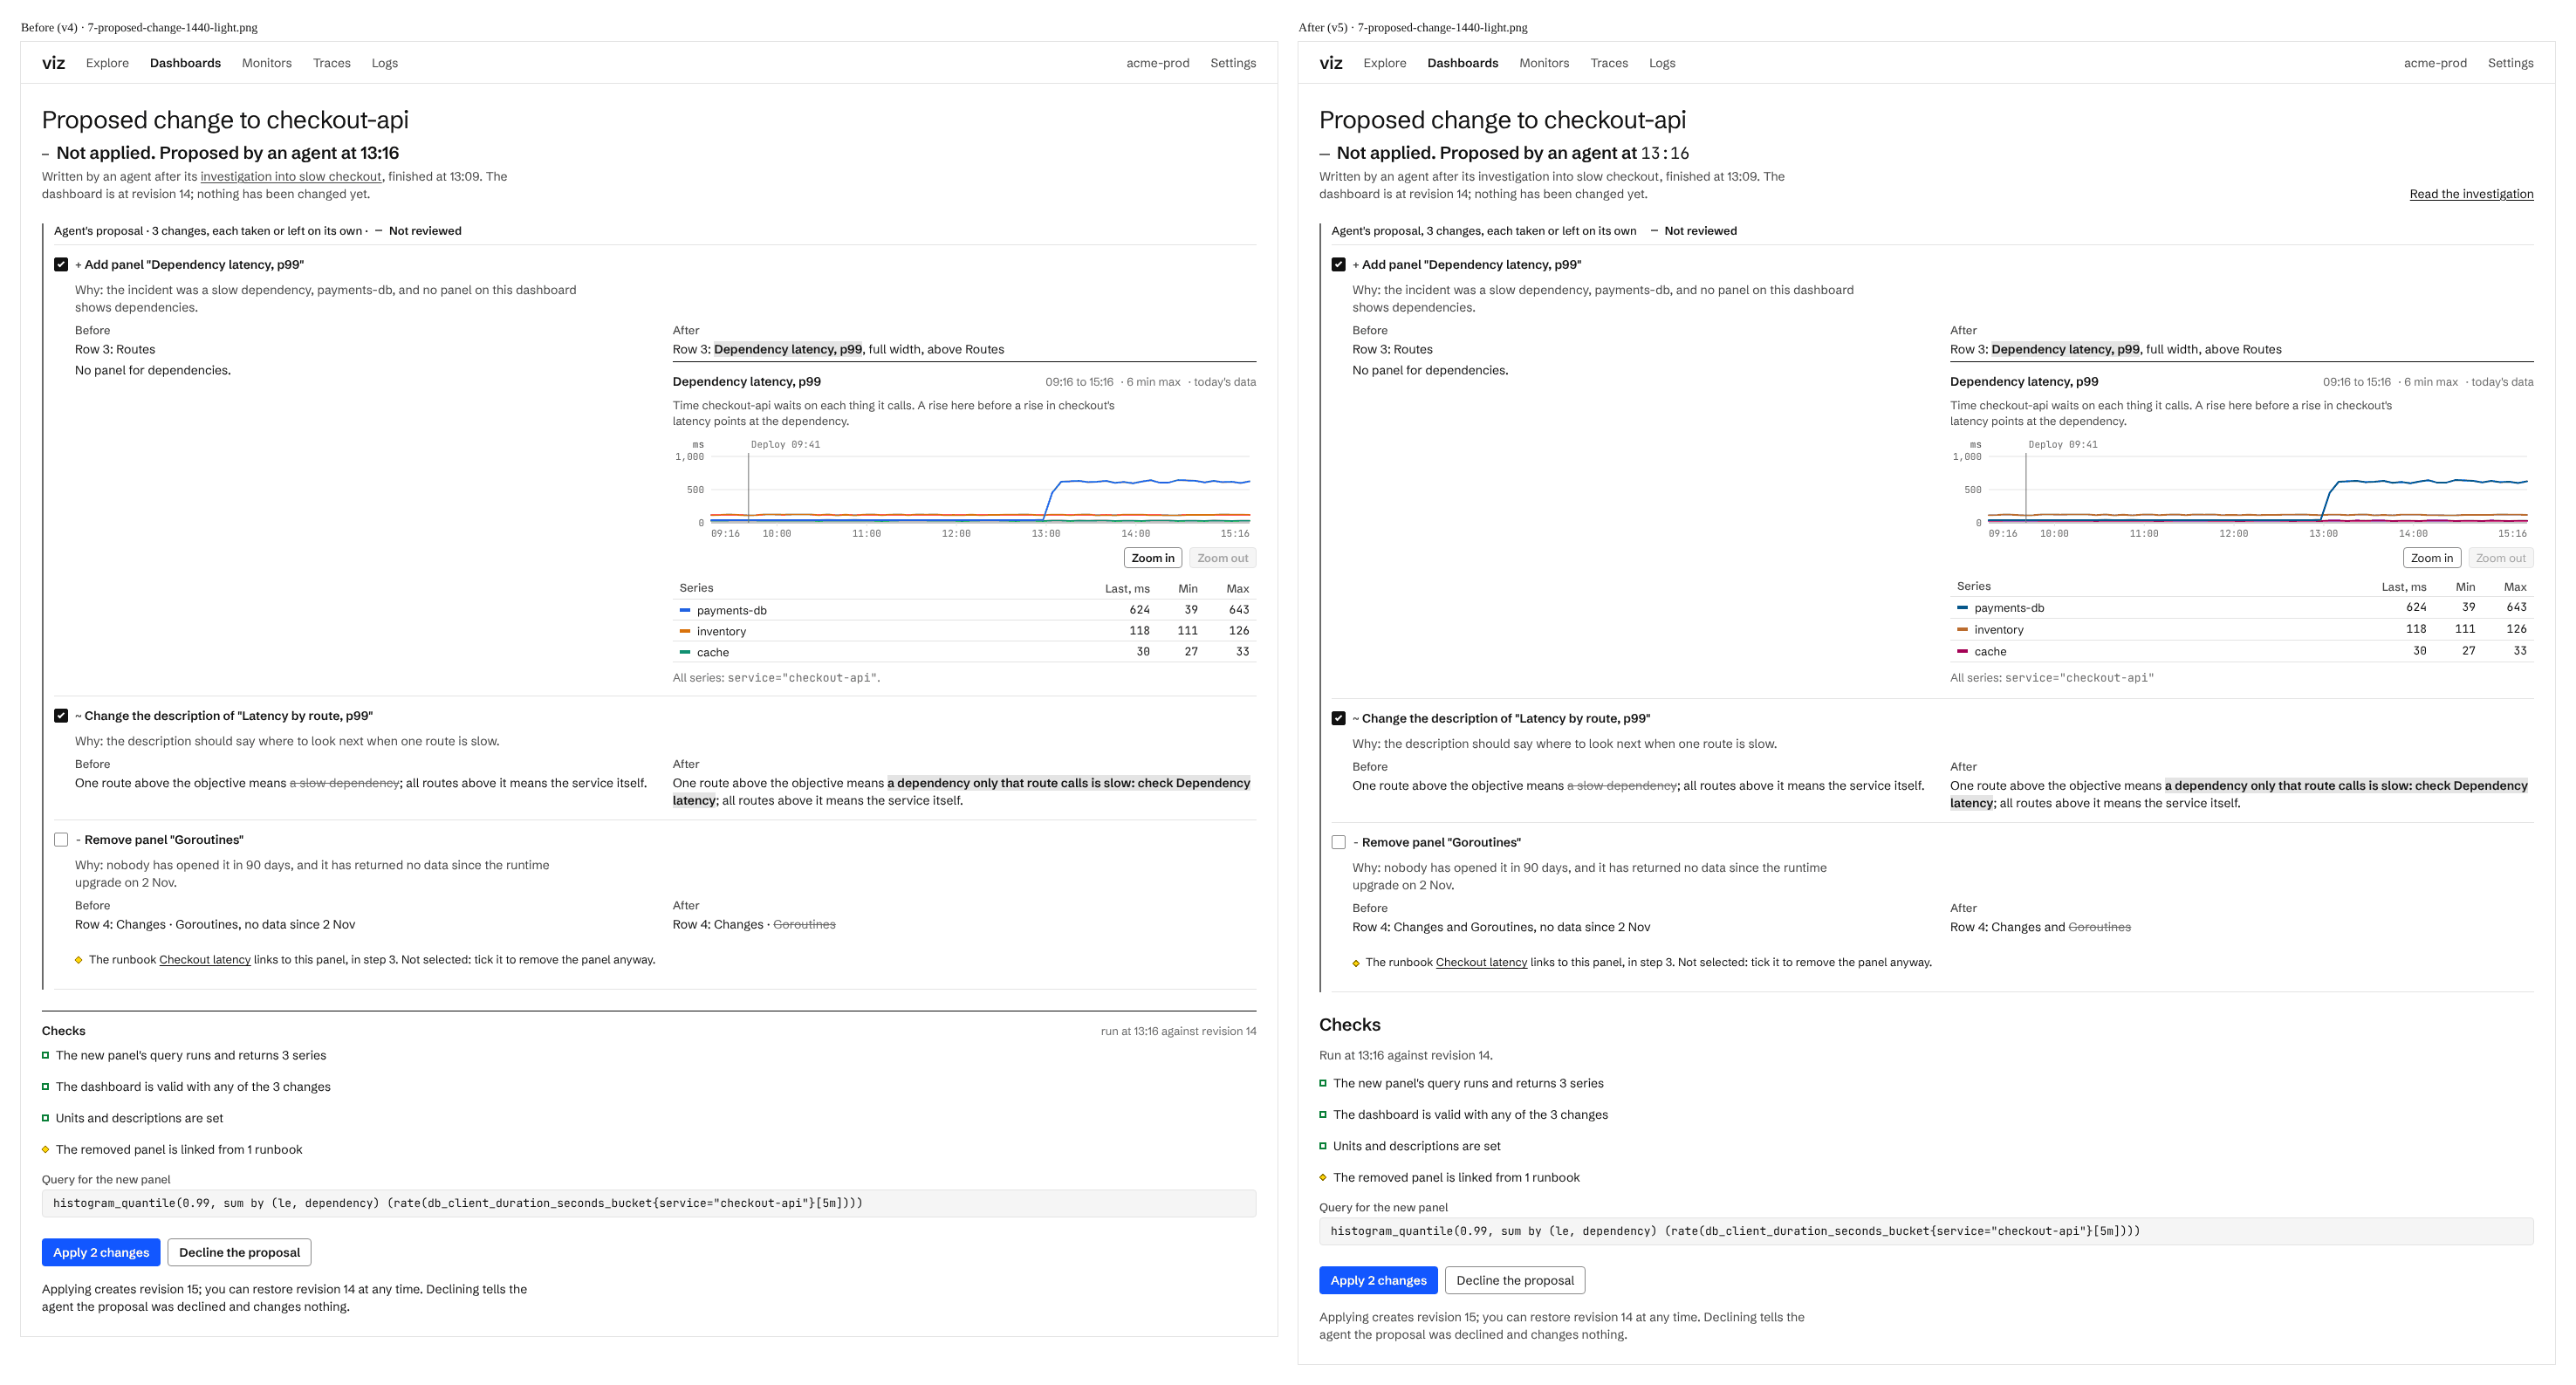 Before (v4) · 7-proposed-change-1440-light.png
viz Explore Dashboards Monitors Traces Logs acme-prod Settings
Proposed change to checkout-api
– Not applied. Proposed by an agent at 13:16
Written by an agent after its investigation into slow checkout, finished at 13:09. The
dashboard is at revision 14; nothing has been changed yet.
Agent's proposal · 3 changes, each taken or left on its own · – Not reviewed
+ Add panel "Dependency latency, p99"
Why: the incident was a slow dependency, payments-db, and no panel on this dashboard
shows dependencies.
Before
Row 3: Routes
No panel for dependencies.
After
Row 3: Dependency latency, p99, full width, above Routes
Dependency latency, p99 09:16 to 15:16 · 6 min max · today's data
Time checkout-api waits on each thing it calls. A rise here before a rise in checkout's
latency points at the dependency.
ms Deploy 09:41
1,000
500
0
09:16 10:00 11:00 12:00 13:00 14:00 15:16
Zoom in Zoom out
Series Last, ms Min Max
payments-db 624 39 643
inventory 118 111 126
cache 30 27 33
All series: service="checkout-api".
~ Change the description of "Latency by route, p99"
Why: the description should say where to look next when one route is slow.
Before
One route above the objective means a slow dependency; all routes above it means the service itself.
After
One route above the objective means a dependency only that route calls is slow: check Dependency
latency; all routes above it means the service itself.
- Remove panel "Goroutines"
Why: nobody has opened it in 90 days, and it has returned no data since the runtime
upgrade on 2 Nov.
Before
Row 4: Changes · Goroutines, no data since 2 Nov
After
Row 4: Changes · Goroutines
The runbook Checkout latency links to this panel, in step 3. Not selected: tick it to remove the panel anyway.
Checks run at 13:16 against revision 14
The new panel's query runs and returns 3 series
The dashboard is valid with any of the 3 changes
Units and descriptions are set
The removed panel is linked from 1 runbook
Query for the new panel
histogram_quantile(0.99, sum by (le, dependency) (rate(db_client_duration_seconds_bucket{service="checkout-api"}[5m])))
Apply 2 changes Decline the proposal
Applying creates revision 15; you can restore revision 14 at any time. Declining tells the
agent the proposal was declined and changes nothing.
After (v5) · 7-proposed-change-1440-light.png
viz Explore Dashboards Monitors Traces Logs acme-prod Settings
Proposed change to checkout-api
– Not applied. Proposed by an agent at 13:16
Written by an agent after its investigation into slow checkout, finished at 13:09. The
dashboard is at revision 14; nothing has been changed yet.
Read the investigation
Agent's proposal, 3 changes, each taken or left on its own – Not reviewed
+ Add panel "Dependency latency, p99"
Why: the incident was a slow dependency, payments-db, and no panel on this dashboard
shows dependencies.
Before
Row 3: Routes
No panel for dependencies.
After
Row 3: Dependency latency, p99, full width, above Routes
Dependency latency, p99 09:16 to 15:16 · 6 min max · today's data
Time checkout-api waits on each thing it calls. A rise here before a rise in checkout's
latency points at the dependency.
ms Deploy 09:41
1,000
500
0
09:16 10:00 11:00 12:00 13:00 14:00 15:16
Zoom in Zoom out
Series Last, ms Min Max
payments-db 624 39 643
inventory 118 111 126
cache 30 27 33
All series: service="checkout-api"
~ Change the description of "Latency by route, p99"
Why: the description should say where to look next when one route is slow.
Before
One route above the objective means a slow dependency; all routes above it means the service itself.
After
One route above the objective means a dependency only that route calls is slow: check Dependency
latency; all routes above it means the service itself.
- Remove panel "Goroutines"
Why: nobody has opened it in 90 days, and it has returned no data since the runtime
upgrade on 2 Nov.
Before
Row 4: Changes and Goroutines, no data since 2 Nov
After
Row 4: Changes and Goroutines
The runbook Checkout latency links to this panel, in step 3. Not selected: tick it to remove the panel anyway.
Checks
Run at 13:16 against revision 14.
The new panel's query runs and returns 3 series
The dashboard is valid with any of the 3 changes
Units and descriptions are set
The removed panel is linked from 1 runbook
Query for the new panel
histogram_quantile(0.99, sum by (le, dependency) (rate(db_client_duration_seconds_bucket{service="checkout-api"}[5m])))
Apply 2 changes Decline the proposal
Applying creates revision 15; you can restore revision 14 at any time. Declining tells the
agent the proposal was declined and changes nothing.